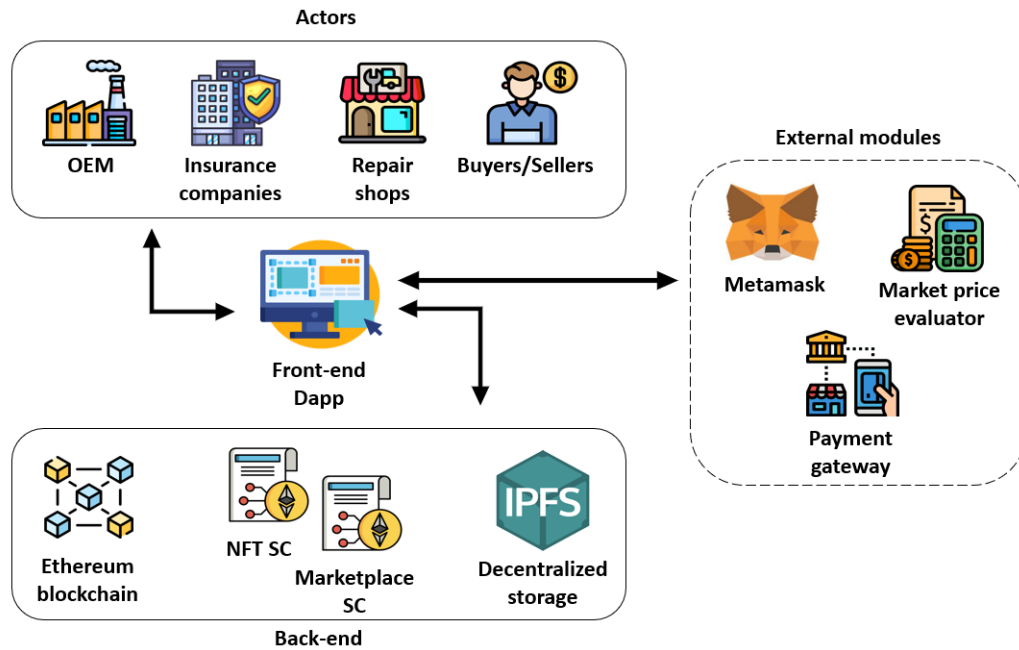 Actors
OEM
Insurance
companies
Repair
shops
Buyers/Sellers
External modules
Metamask
$
$
Market price
evaluator
Payment
gateway
Front-end
Dapp
Ethereum
blockchain
NFT SC
Marketplace
SC
IPFS
Decentralized
storage
Back-end